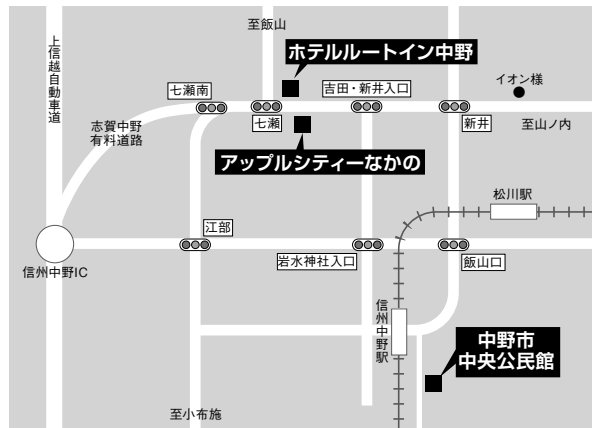 至飯山
上信越自動車道
ホテルルートイン中野
七瀬南
吉田・新井入口
イオン様
志賀中野
有料道路
七瀬
新井
至山ノ内
アップルシティーなかの
松川駅
江部
岩水神社入口
飯山口
信州中野IC
信州中野駅
中野市
中央公民館
至小布施